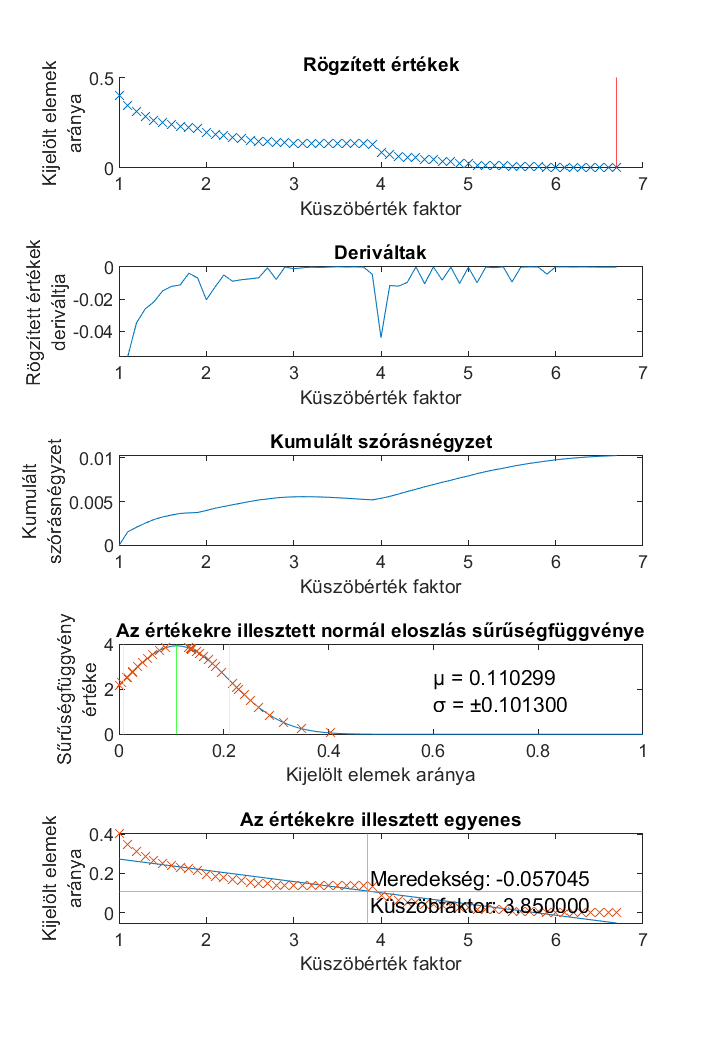 Rögzített értékek
Kijelölt elemek
aránya
0.5
0
1 2 3 4 5 6 7
Küszöbérték faktor
Deriváltak
Rögzített értékek
deriváltja
0
-0.02
-0.04
1 2 3 4 5 6 7
Küszöbérték faktor
Kumulált szórásnégyzet
Kumulált
szórásnégyzet
0.01
0.005
0
1 2 3 4 5 6 7
Küszöbérték faktor
Az értékekre illesztett normál eloszlás sűrűségfüggvénye
Sűrűségfüggvény
értéke
4
2
0
μ = 0.110299
σ = ±0.101300
0 0.2 0.4 0.6 0.8 1
Kijelölt elemek aránya
Az értékekre illesztett egyenes
Kijelölt elemek
aránya
0.4
0.2
0
Meredekség: -0.057045
Küszöbfaktor: 3.850000
1 2 3 4 5 6 7
Küszöbérték faktor